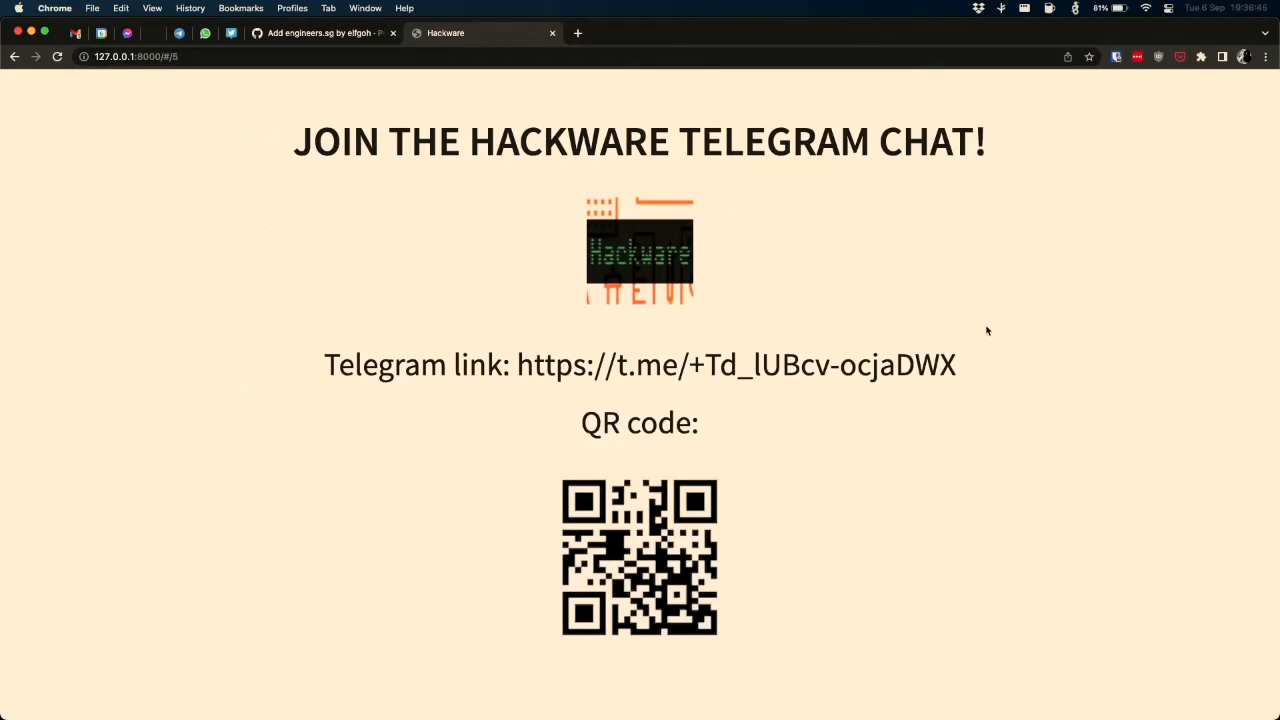 Chrome File Edit View History Bookmarks Profiles Tab Window Help 81% Tue 6 Sep 19:36:45
Add engineers.sg by elfgoh · P Hackware
127.0.0.1:8000/#/5
JOIN THE HACKWARE TELEGRAM CHAT!
Hackware
Telegram link: https://t.me/+Td_lUBcv-ocjaDWX
QR code: